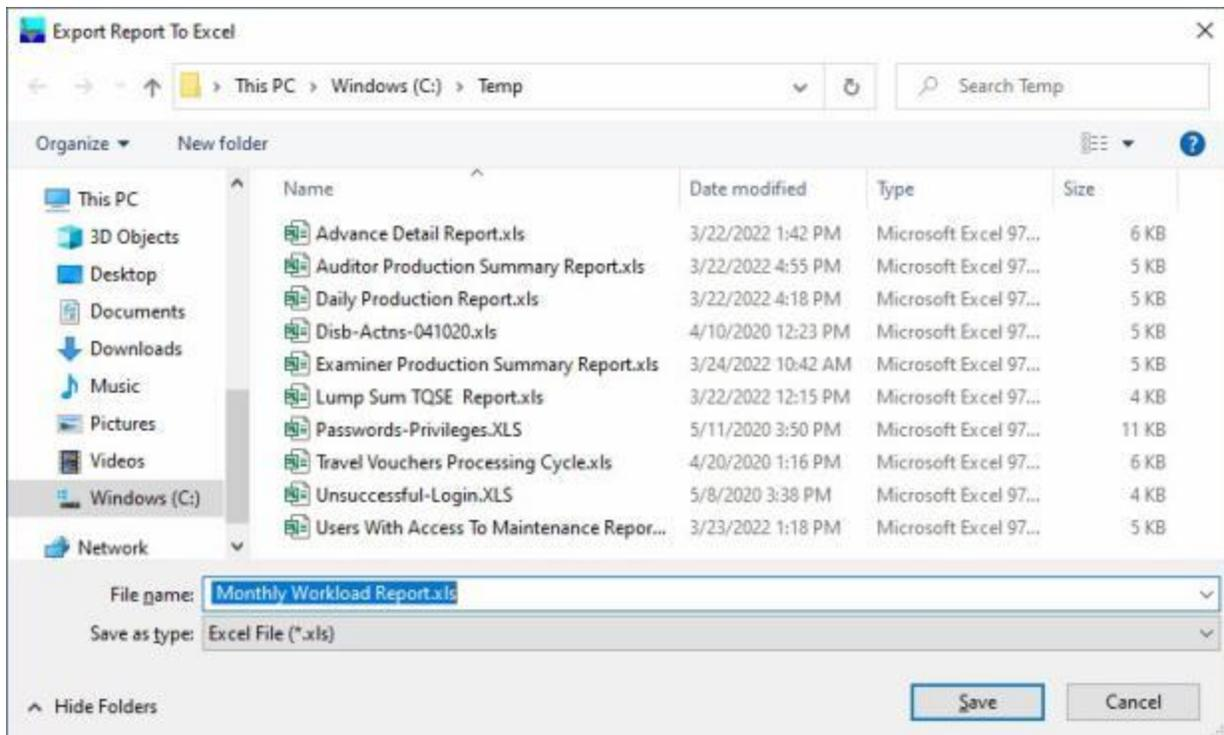 Export Report To Excel
This PC > Windows (C:) > Temp
Search Temp
Organize
New folder
This PC
3D Objects
Desktop
Documents
Downloads
Music
Pictures
Videos
Windows (C:)
Network
Name Date modified Type Size
Advance Detail Report.xls 3/22/2022 1:42 PM Microsoft Excel 97... 6 KB
Auditor Production Summary Report.xls 3/22/2022 4:55 PM Microsoft Excel 97... 5 KB
Daily Production Report.xls 3/22/2022 4:18 PM Microsoft Excel 97... 5 KB
Disb-Actns-041020.xls 4/10/2020 12:23 PM Microsoft Excel 97... 5 KB
Examiner Production Summary Report.xls 3/24/2022 10:42 AM Microsoft Excel 97... 5 KB
Lump Sum TQSE  Report.xls 3/22/2022 12:15 PM Microsoft Excel 97... 4 KB
Passwords-Privileges.XLS 5/11/2020 3:50 PM Microsoft Excel 97... 11 KB
Travel Vouchers Processing Cycle.xls 4/20/2020 1:16 PM Microsoft Excel 97... 6 KB
Unsuccessful-Login.XLS 5/8/2020 3:38 PM Microsoft Excel 97... 4 KB
Users With Access To Maintenance Repor... 3/23/2022 1:18 PM Microsoft Excel 97... 5 KB
File name: Monthly Workload Report.xls
Save as type: Excel File (*.xls)
Hide Folders
Save
Cancel